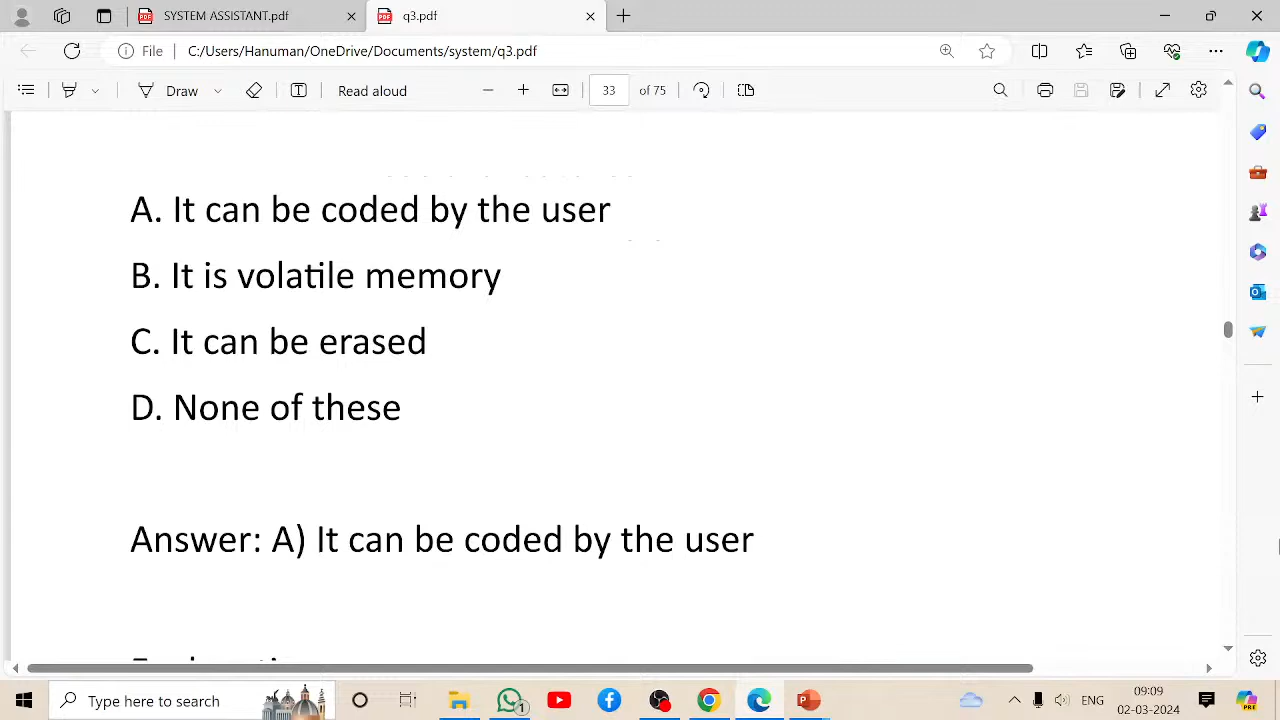 SYSTEM ASSISTANT.pdf
q3.pdf
File
C:/Users/Hanuman/OneDrive/Documents/system/q3.pdf
Draw
Read aloud
33
of 75
A. It can be coded by the user
B. It is volatile memory
C. It can be erased
D. None of these
Answer: A) It can be coded by the user
Type here to search
1
ENG
09:09
02-03-2024